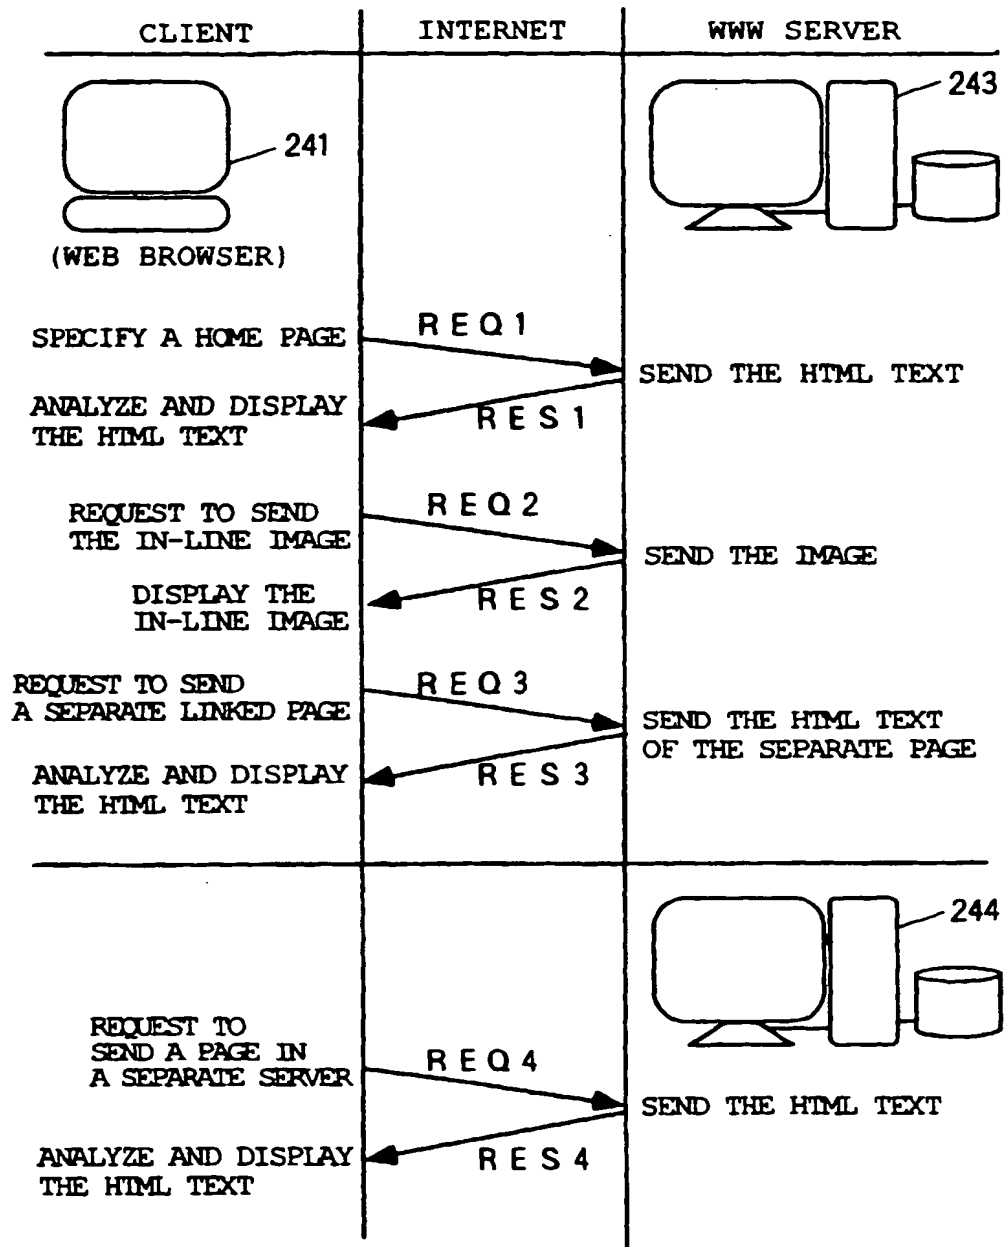 CLIENT INTERNET WWW SERVER
243
241
(WEB BROWSER)
REQ1
SPECIFY A HOME PAGE
SEND THE HTML TEXT
ANALYZE AND DISPLAY
THE HTML TEXT
RES1
REQUEST TO SEND
THE IN-LINE IMAGE
REQ2
SEND THE IMAGE
DISPLAY THE
IN-LINE IMAGE
RES2
REQUEST TO SEND
A SEPARATE LINKED PAGE
REQ3
SEND THE HTML TEXT
OF THE SEPARATE PAGE
ANALYZE AND DISPLAY
THE HTML TEXT
RES3
244
REQUEST TO
SEND A PAGE IN
A SEPARATE SERVER
REQ4
SEND THE HTML TEXT
ANALYZE AND DISPLAY
THE HTML TEXT
RES4